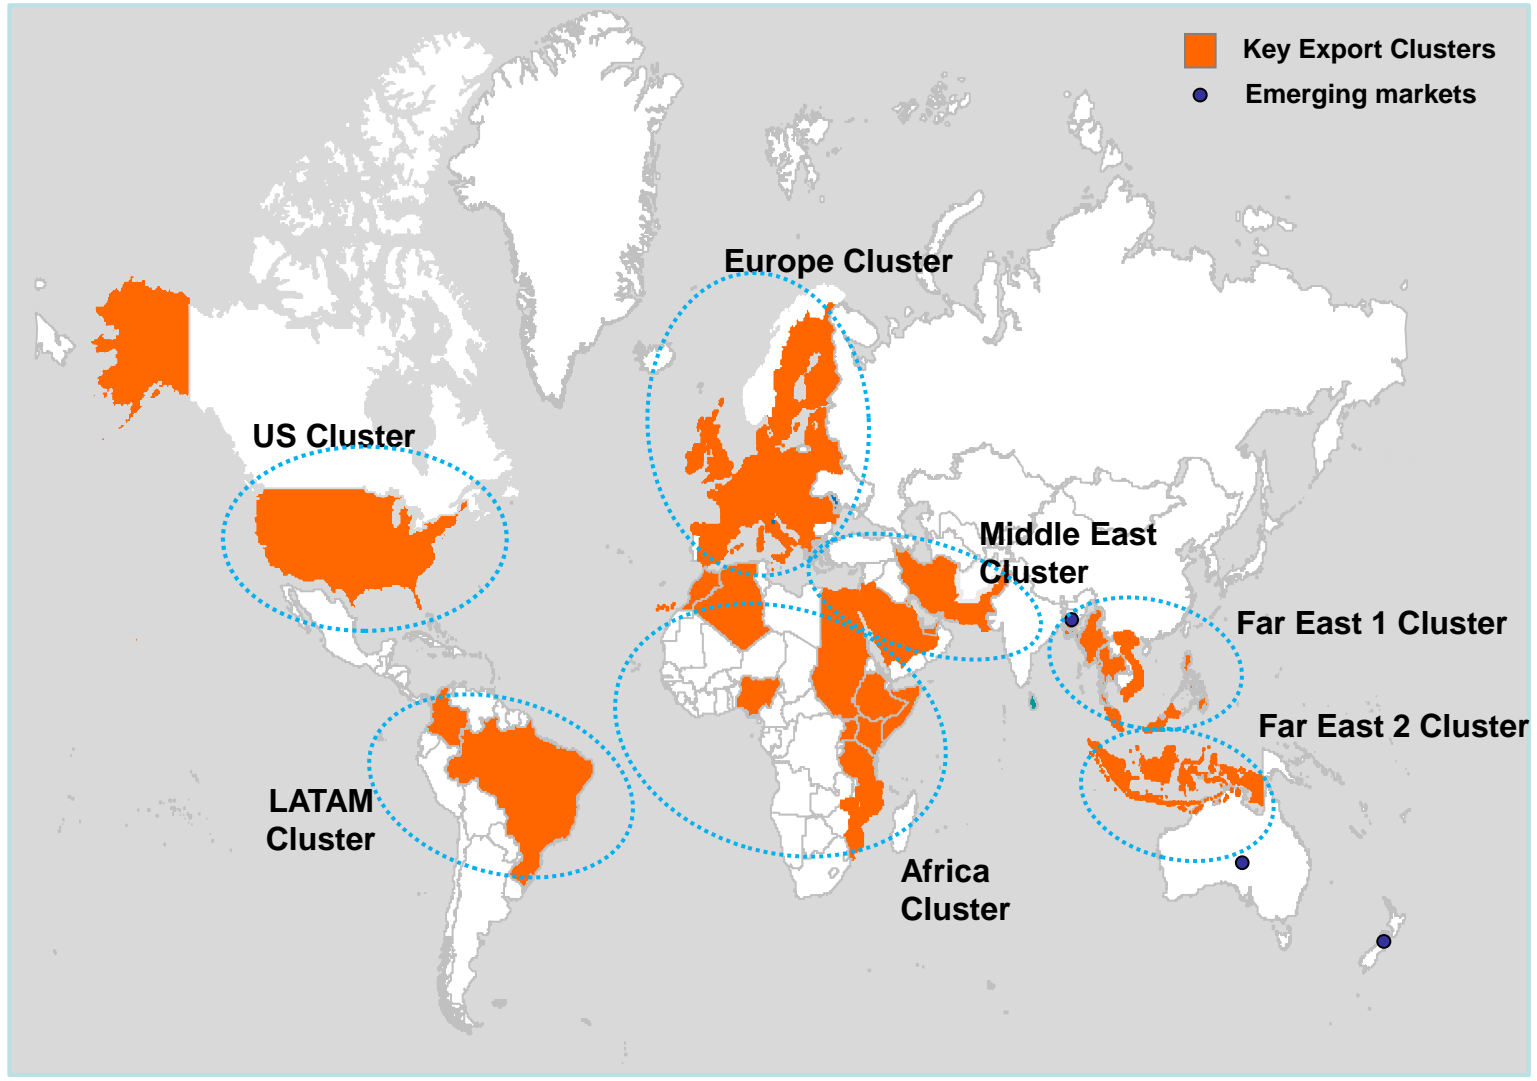 Key Export Clusters
Emerging markets
Europe Cluster
US Cluster
Middle East
Cluster
Far East 1 Cluster
Far East 2 Cluster
LATAM
Cluster
Africa
Cluster